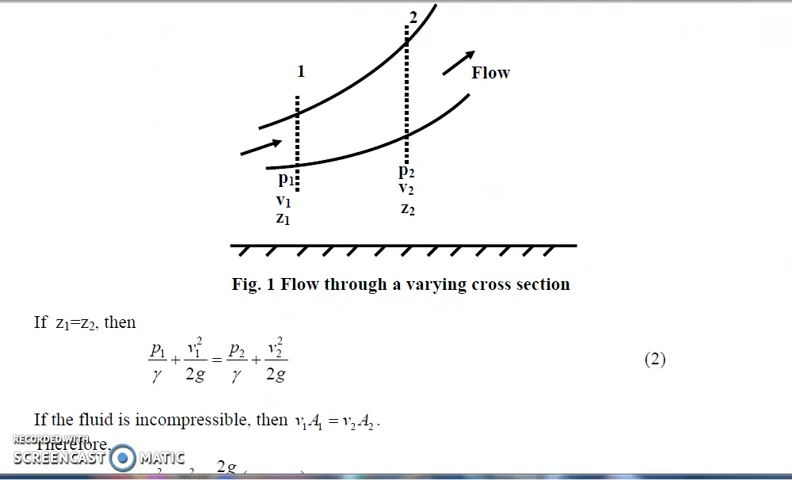 2
1
Flow
p1
v1
z1
p2
v2
z2
Fig. 1 Flow through a varying cross section
If z1=z2, then
p1/γ + v1²/2g = p2/γ + v2²/2g (2)
If the fluid is incompressible, then v1A1 = v2A2.
Therefore,
RECORDED WITH
SCREENCAST MATIC
2g